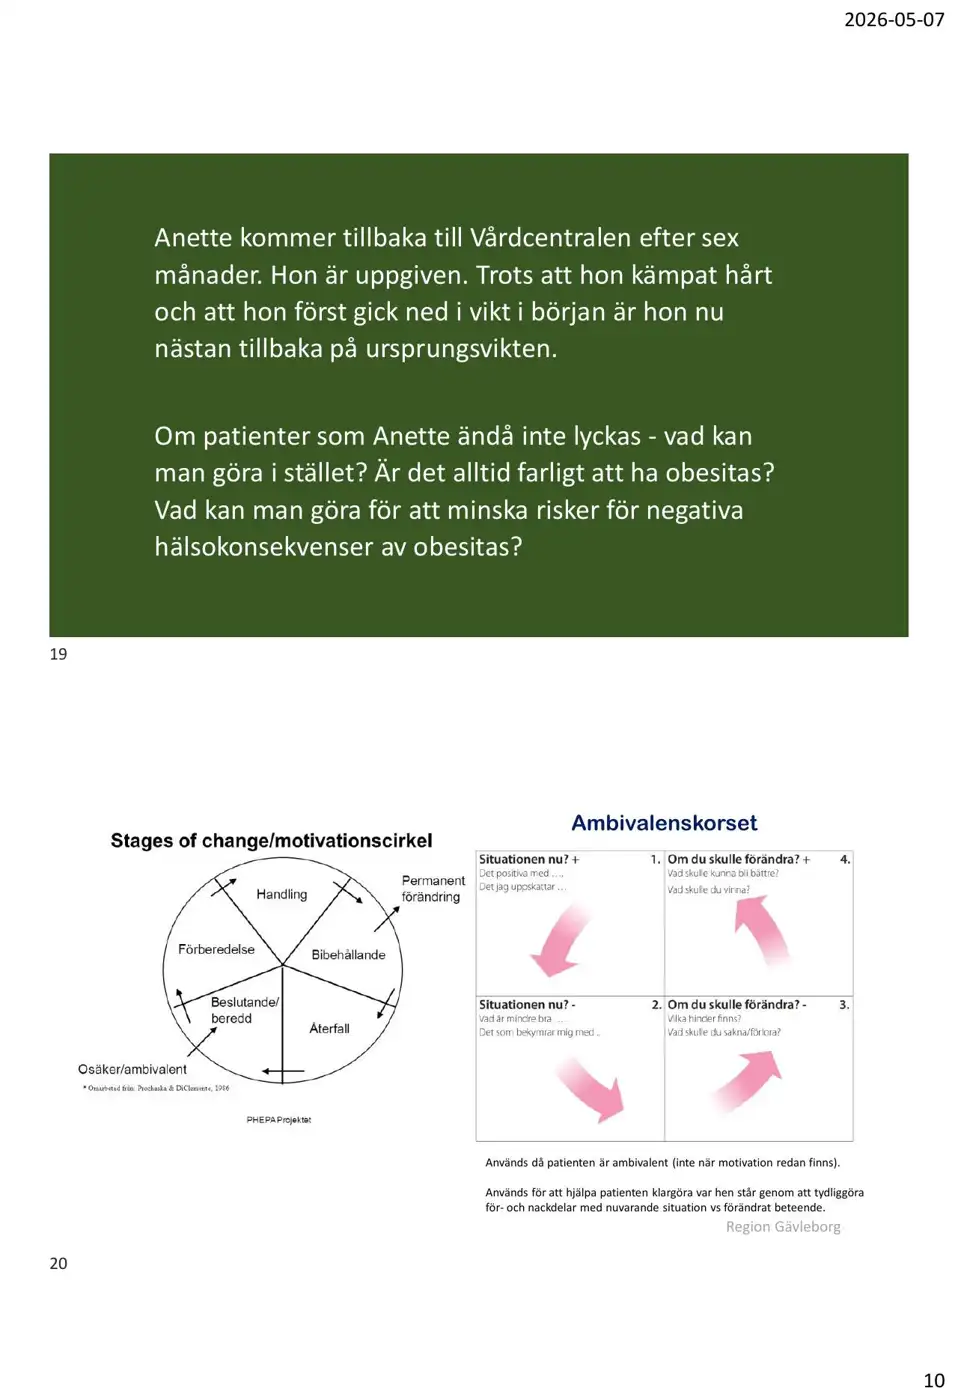 2026-05-07
Anette kommer tillbaka till Vårdcentralen efter sex
månader. Hon är uppgiven. Trots att hon kämpat hårt
och att hon först gick ned i vikt i början är hon nu
nästan tillbaka på ursprungsvikten.
Om patienter som Anette ändå inte lyckas - vad kan
man göra i stället? Är det alltid farligt att ha obesitas?
Vad kan man göra för att minska risker för negativa
hälsokonsekvenser av obesitas?
19
Stages of change/motivationscirkel
Handling
Permanent
förändring
Förberedelse
Bibehållande
Beslutande/
beredd
Återfall
Osäker/ambivalent
* Omarbetad från: Prochaska & DiClemente, 1986
PHEPA Projektet
Ambivalenskorset
Situationen nu? + 1.
Det positiva med ....
Det jag uppskattar ...
Om du skulle förändra? + 4.
Vad skulle kunna bli bättre?
Vad skulle du vinna?
Situationen nu? - 2.
Vad är mindre bra ...
Det som bekymrar mig med ..
Om du skulle förändra? - 3.
Vilka hinder finns?
Vad skulle du sakna/förlora?
Används då patienten är ambivalent (inte när motivation redan finns).
Används för att hjälpa patienten klargöra var hen står genom att tydliggöra
för- och nackdelar med nuvarande situation vs förändrat beteende.
Region Gävleborg
20
10